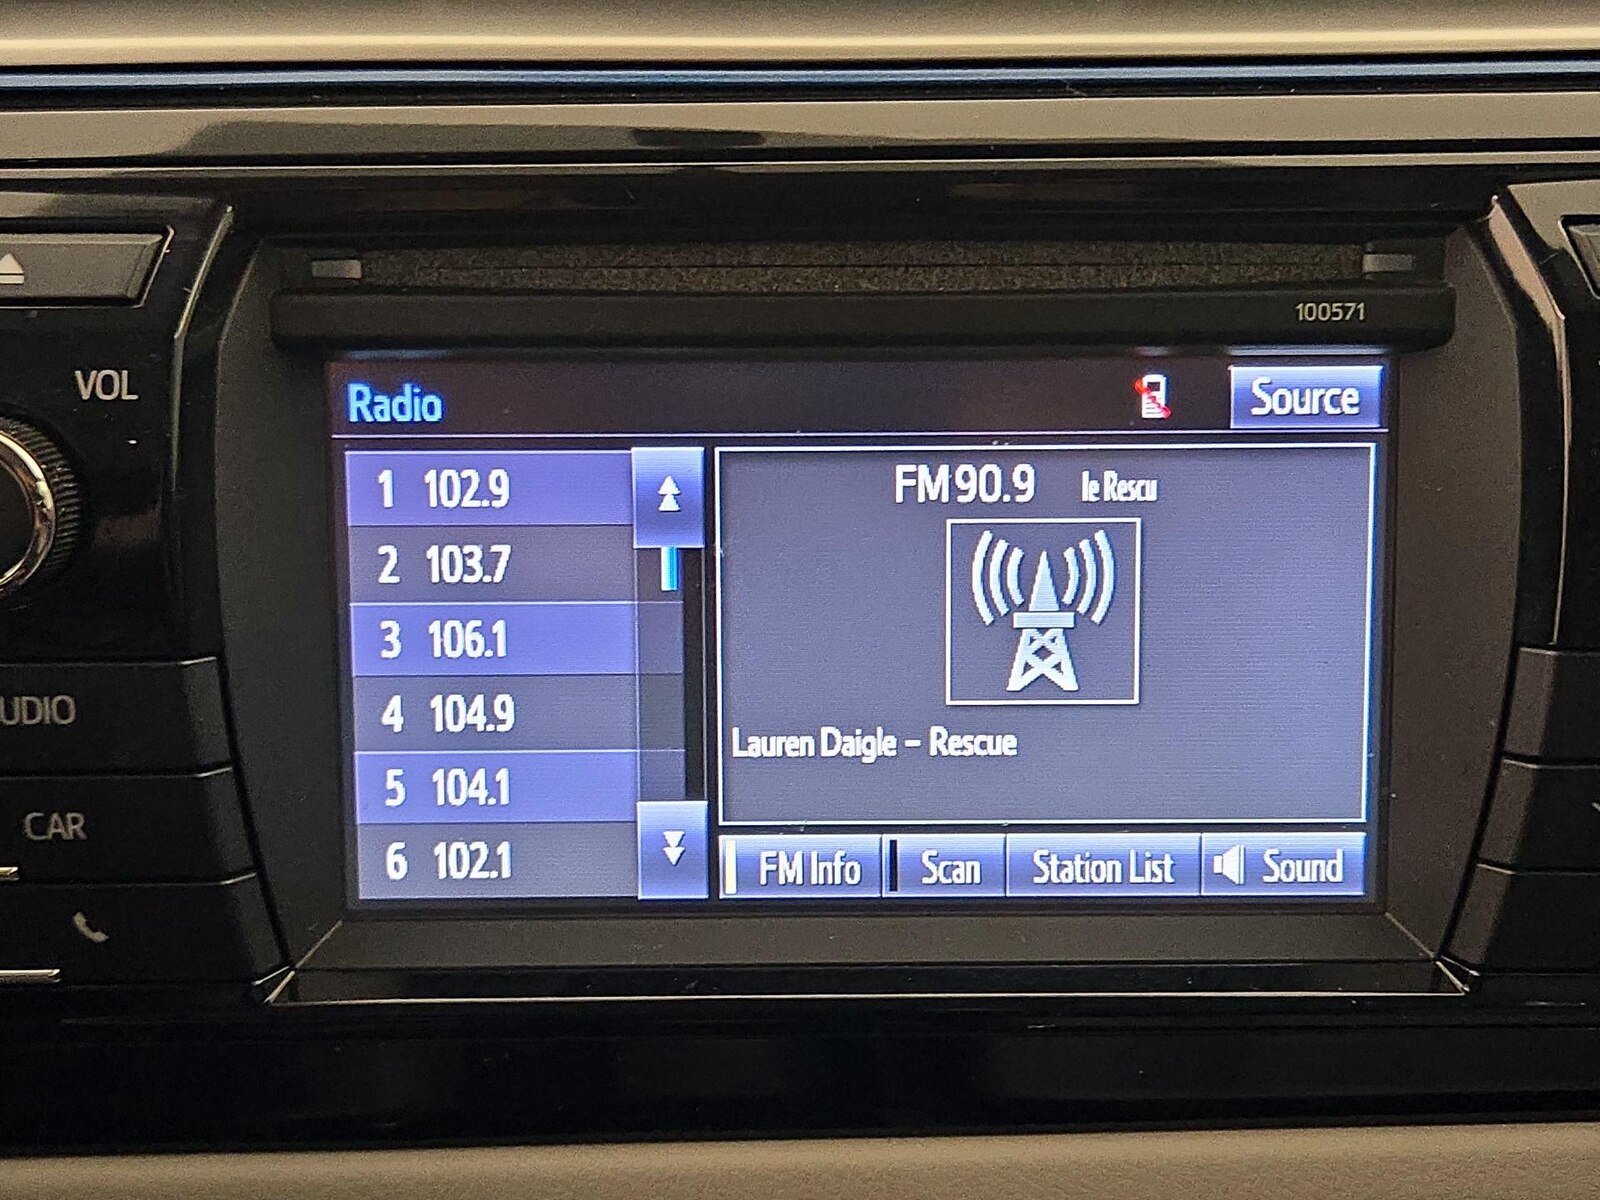 100571
VOL
Radio
Source
1 102.9
2 103.7
3 106.1
4 104.9
5 104.1
6 102.1
FM 90.9 le Rescu
Lauren Daigle - Rescue
FM Info
Scan
Station List
Sound
UDIO
CAR